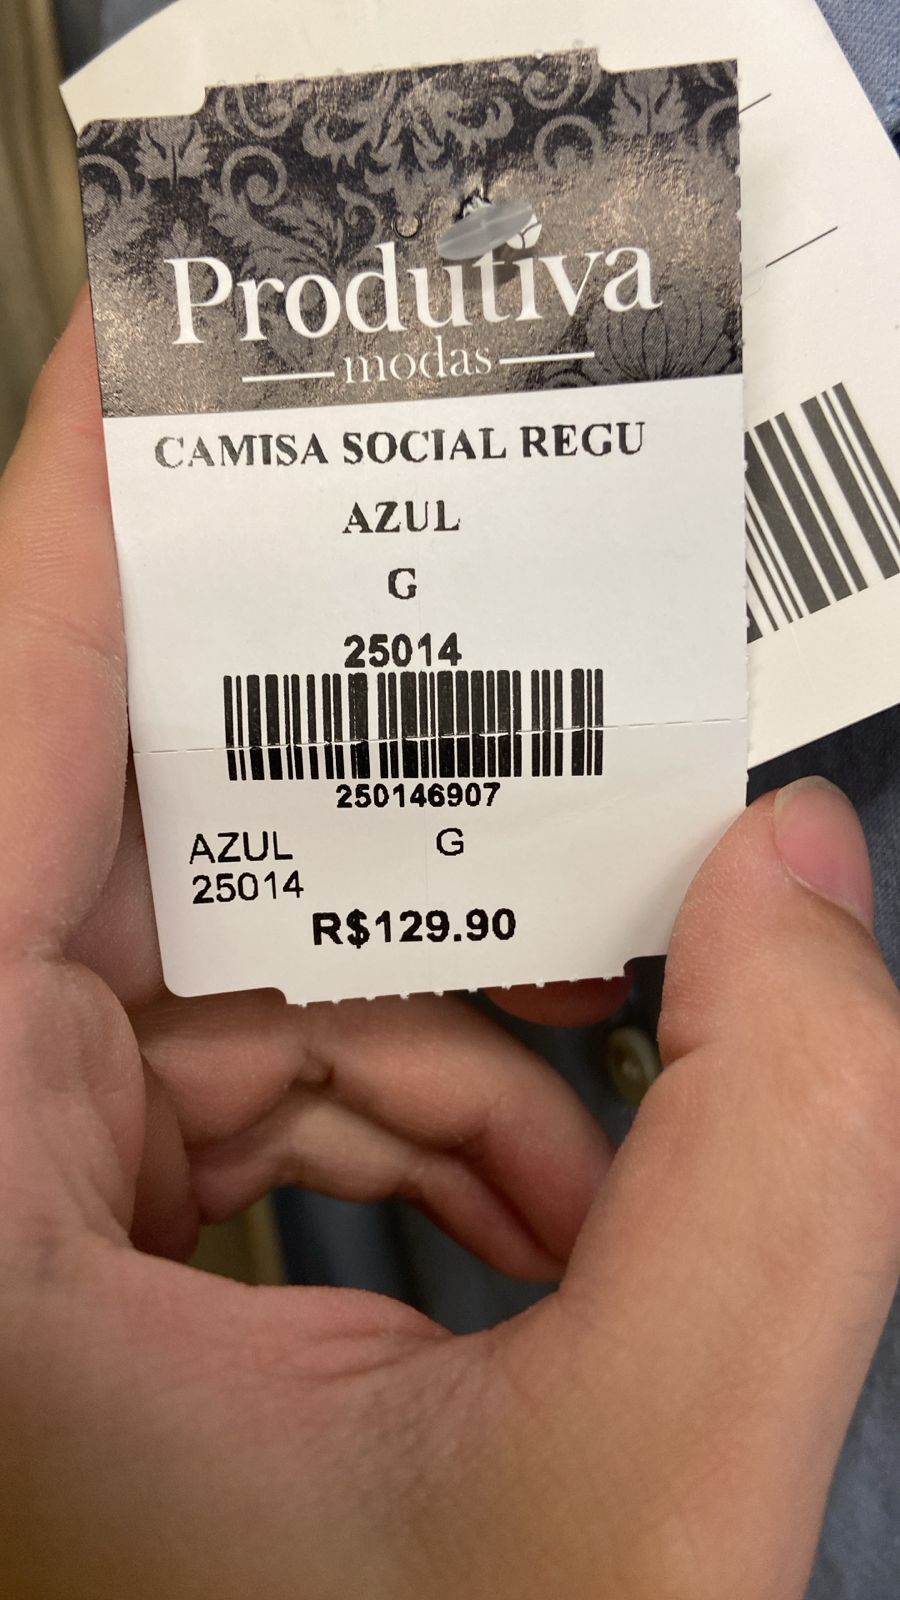 Produtiva
modas
CAMISA SOCIAL REGU
AZUL
G
25014
250146907
AZUL G
25014
R$129.90